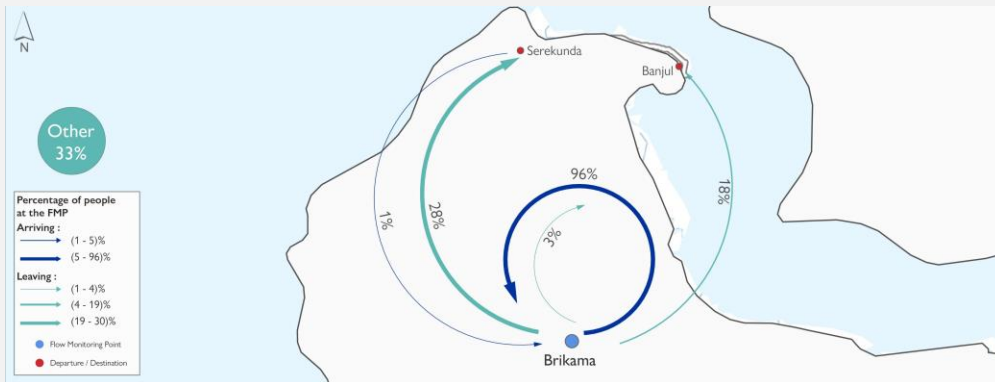 N
Serekunda
Banjul
Other
33%
96%
18%
28%
1%
3%
Percentage of people
at the FMP
Arriving :
(1 - 5)%
(5 - 96)%
Leaving :
(1 - 4)%
(4 - 19)%
(19 - 30)%
Flow Monitoring Point
Departure / Destination
Brikama